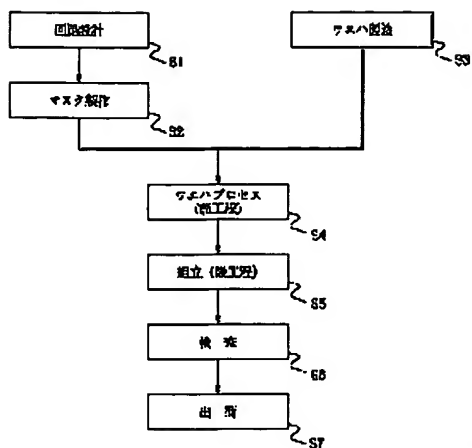 回路設計
S1
ウエハ製造
S3
マスク製作
S2
ウエハプロセス
(前工程)
S4
組立 (後工程)
S5
検 査
S6
出 荷
S7